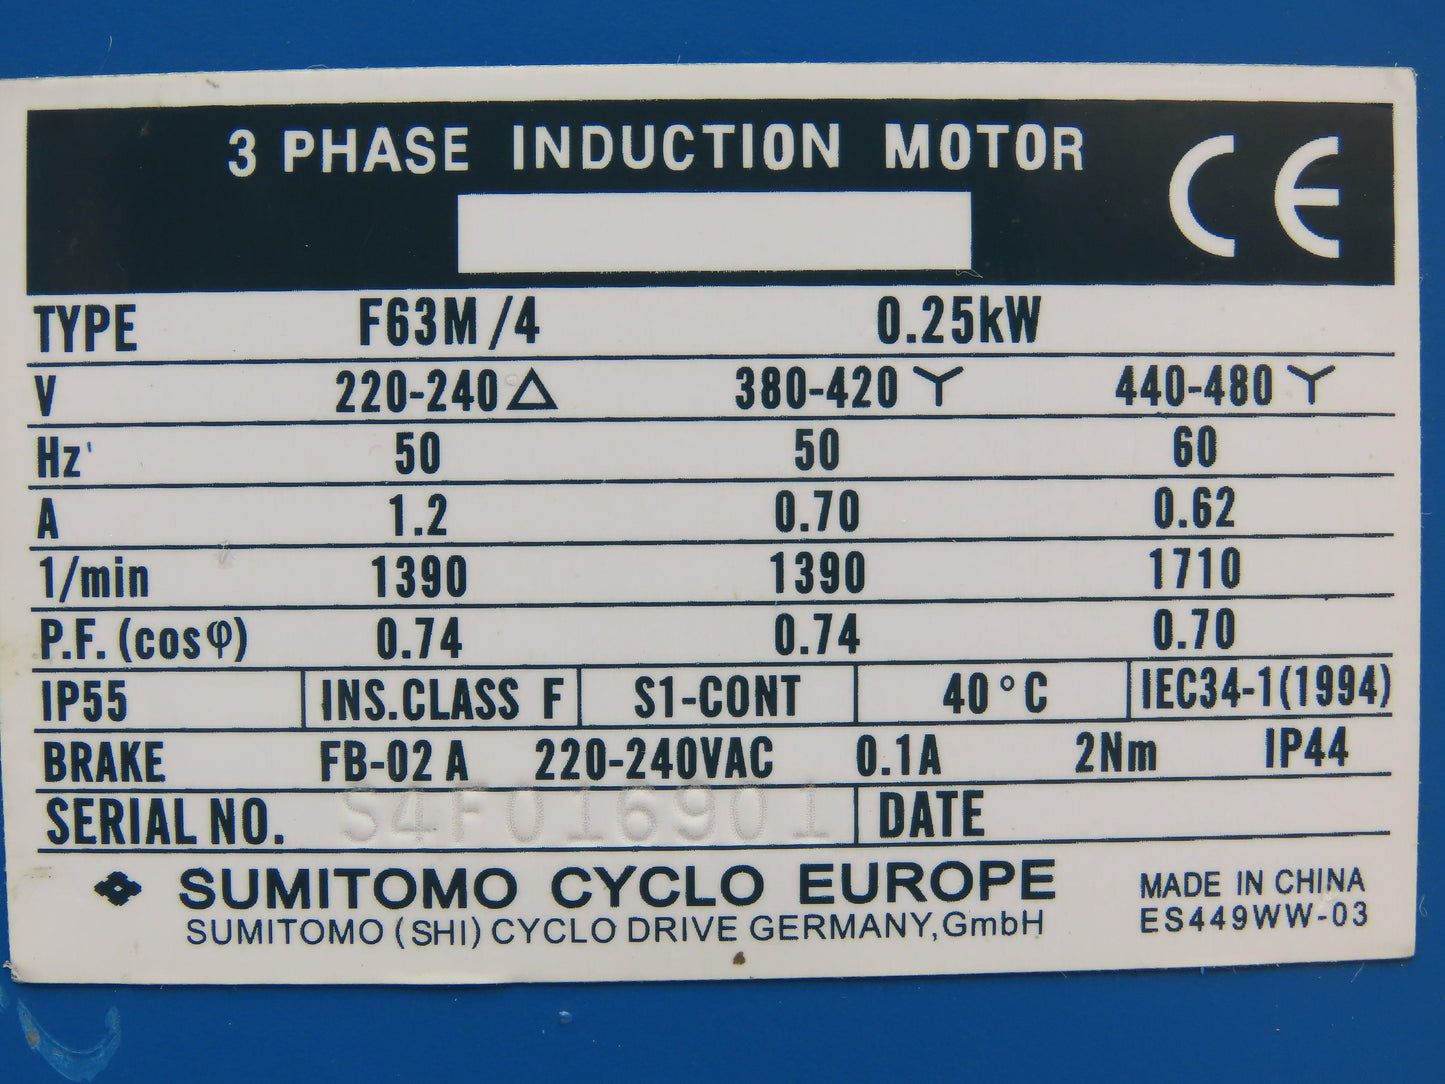 3 PHASE INDUCTION MOTOR
CE
TYPE F63M/4 0.25kW
V 220-240 △ 380-420 Y 440-480 Y
Hz 50 50 60
A 1.2 0.70 0.62
1/min 1390 1390 1710
P.F. (cosφ) 0.74 0.74 0.70
IP55 INS.CLASS F S1-CONT 40°C IEC34-1(1994)
BRAKE FB-02A 220-240VAC 0.1A 2Nm IP44
SERIAL NO. S4F016901 DATE
SUMITOMO CYCLO EUROPE MADE IN CHINA
SUMITOMO (SHI) CYCLO DRIVE GERMANY, GmbH ES449WW-03